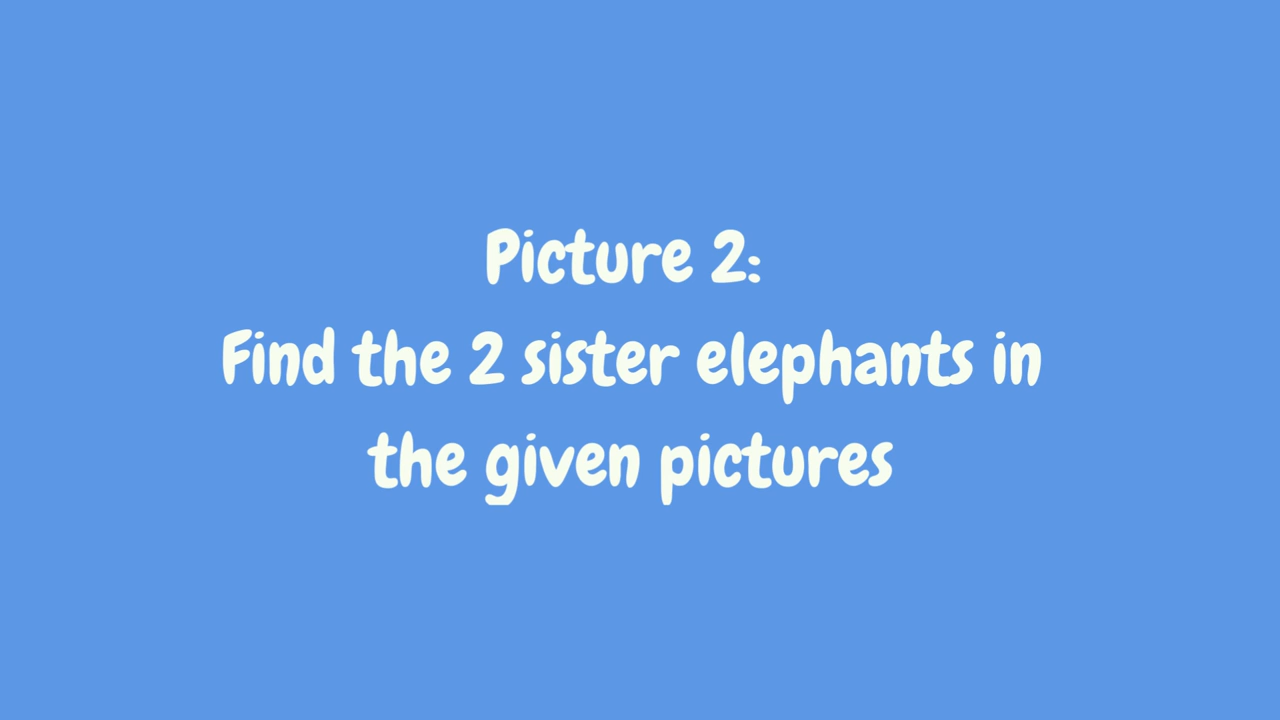 Picture 2:
Find the 2 sister elephants in
the given pictures